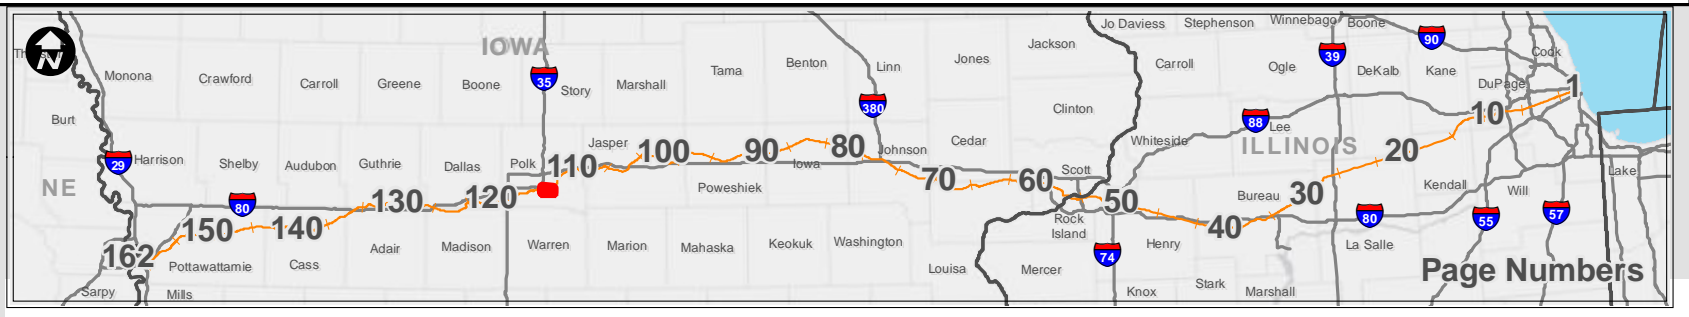 Jo Daviess Stephenson Winnebago Boone
N IOWA Jackson 90
Monona Crawford Carroll Greene Boone 35 Story Marshall Tama Benton Linn Jones Carroll Ogle 39 DeKalb Kane Cook
DuPage 1
Burt 380 Clinton 88 Lee 10
Harrison Shelby Audubon Guthrie Dallas Polk Jasper 100 90 80 Johnson Cedar Whiteside ILLINOIS 20
29 110 Iowa Scott Lake
NE 80 130 120 Poweshiek 70 60 50 Bureau 30 Kendall Will
150 140 Rock Island 40 80 55 57
162 Adair Madison Warren Marion Mahaska Keokuk Washington Henry La Salle
Pottawattamie Cass Louisa Mercer 74 Stark Page Numbers
Sarpy Mills Knox Marshall